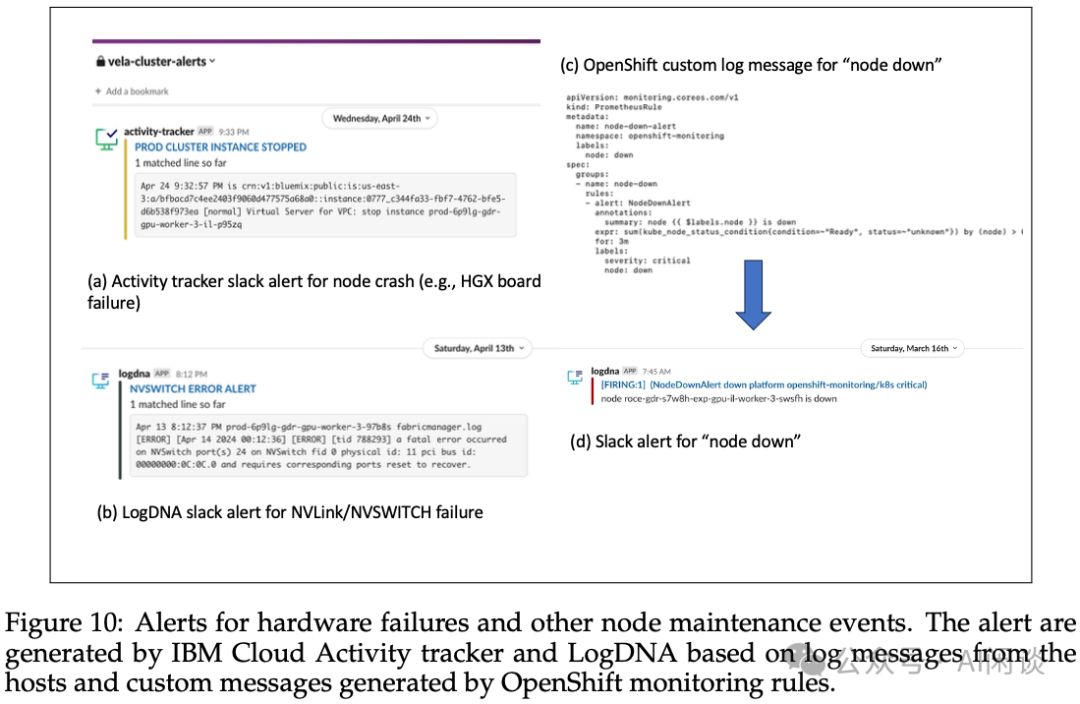 vela-cluster-alerts
+ Add a bookmark
Wednesday, April 24th
activity-tracker APP 9:33 PM
PROD CLUSTER INSTANCE STOPPED
1 matched line so far
Apr 24 9:32:57 PM is crn:v1:bluemix:public:is:us-east-
3:a/bfbacd7c4ee2403f9060d477575a68a0::instance:0777_c344fa33-fbf7-4762-bfe5-
d6b538f973ea [normal] Virtual Server for VPC: stop instance prod-6p9lg-gdr-
gpu-worker-3-il-p95zq
(a) Activity tracker slack alert for node crash (e.g., HGX board
failure)
Saturday, April 13th
logdna APP 8:12 PM
NVSWITCH ERROR ALERT
1 matched line so far
Apr 13 8:12:37 PM prod-6p9lg-gdr-gpu-worker-3-97b8s fabricmanager.log
[ERROR] [Apr 14 2024 00:12:36] [ERROR] [tid 788293] a fatal error occurred
on NVSwitch port(s) 24 on NVSwitch fid 0 physical id: 11 pci bus id:
00000000:0C:0C.0 and requires corresponding ports reset to recover.
(b) LogDNA slack alert for NVLink/NVSWITCH failure
(c) OpenShift custom log message for “node down”
apiVersion: monitoring.coreos.com/v1
kind: PrometheusRule
metadata:
name: node-down-alert
namespace: openshift-monitoring
labels:
node: down
spec:
groups:
- name: node-down
rules:
- alert: NodeDownAlert
annotations:
summary: node {{ $labels.node }} is down
expr: sum(kube_node_status_condition(condition=~"Ready", status=~"unknown"}) by (node) >
for: 3m
labels:
severity: critical
node: down
Saturday, March 16th
logdna APP 7:45 AM
[FIRING:1] (NodeDownAlert down platform openshift-monitoring/k8s critical)
node roce-gdr-s7w8h-exp-gpu-il-worker-3-swsfh is down
(d) Slack alert for “node down”
Figure 10: Alerts for hardware failures and other node maintenance events. The alert are
generated by IBM Cloud Activity tracker and LogDNA based on log messages from the
hosts and custom messages generated by OpenShift monitoring rules.
公众号 · AI闲谈